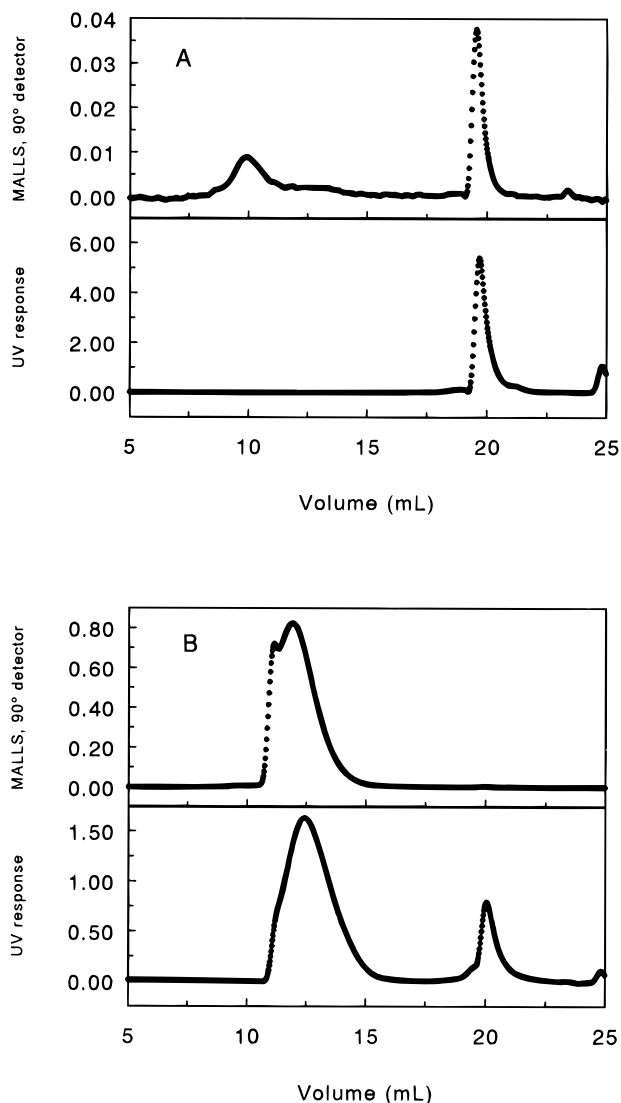 A
MALLS, 90° detector
0.04
0.03
0.02
0.01
0.00
UV response
6.00
4.00
2.00
0.00
5 10 15 20 25
Volume (mL)
B
MALLS, 90° detector
0.80
0.60
0.40
0.20
0.00
UV response
1.50
1.00
0.50
0.00
5 10 15 20 25
Volume (mL)